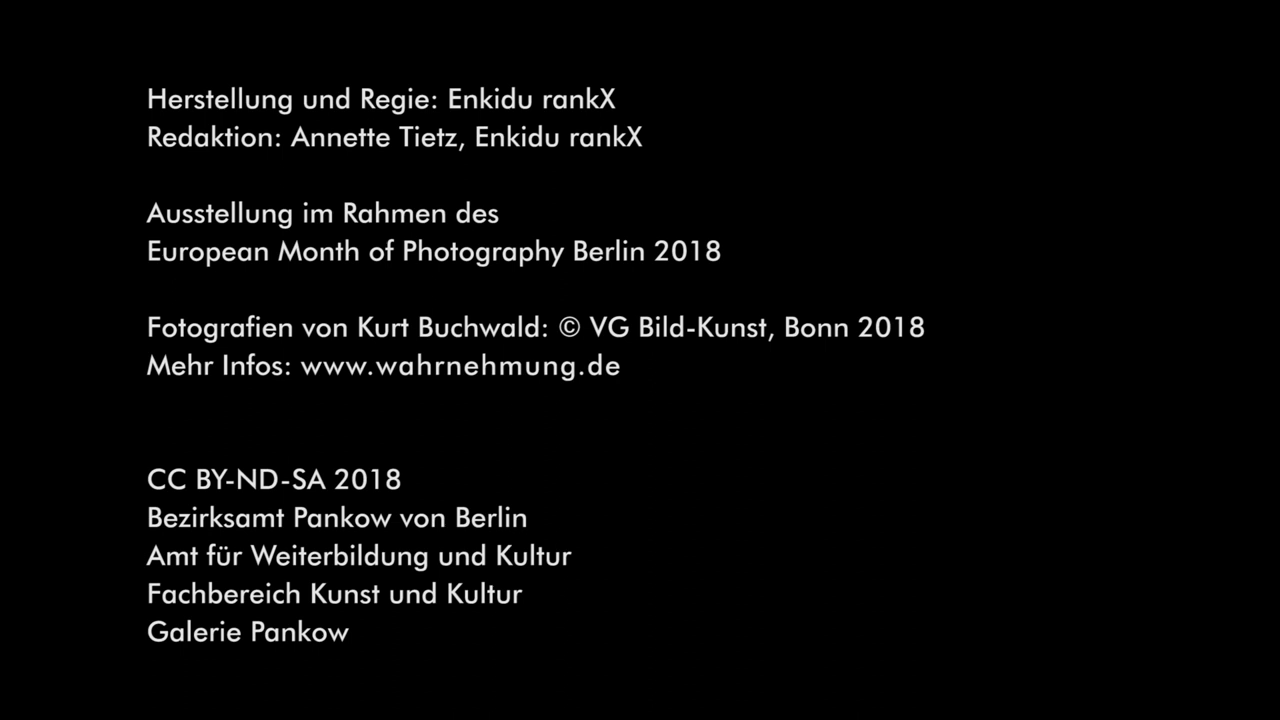 Herstellung und Regie: Enkidu rankX
Redaktion: Annette Tietz, Enkidu rankX
Ausstellung im Rahmen des
European Month of Photography Berlin 2018
Fotografien von Kurt Buchwald: © VG Bild-Kunst, Bonn 2018
Mehr Infos: www.wahrnehmung.de
CC BY-ND-SA 2018
Bezirksamt Pankow von Berlin
Amt für Weiterbildung und Kultur
Fachbereich Kunst und Kultur
Galerie Pankow